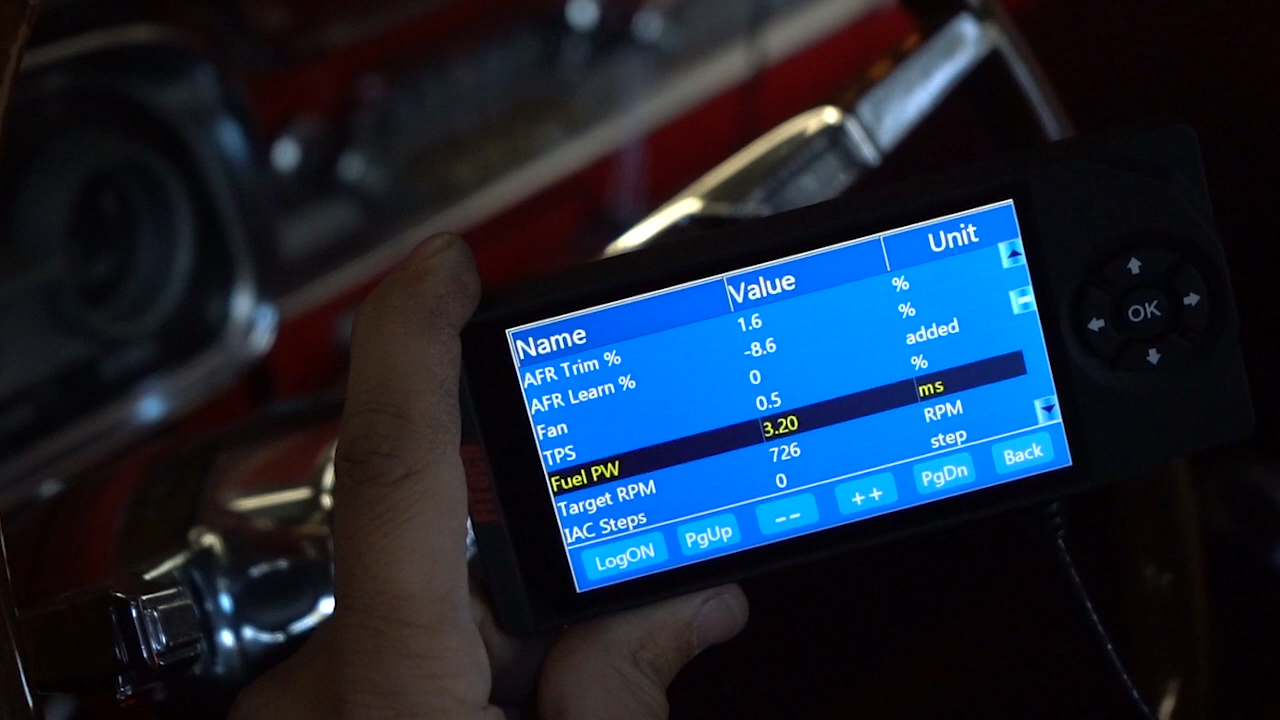 Name Value Unit
AFR Trim % 1.6 %
AFR Learn % -8.6 %
Fan 0 added
TPS 0.5 %
Fuel PW 3.20 ms
Target RPM 726 RPM
IAC Steps 0 step
LogON PgUp -- ++ PgDn Back
OK